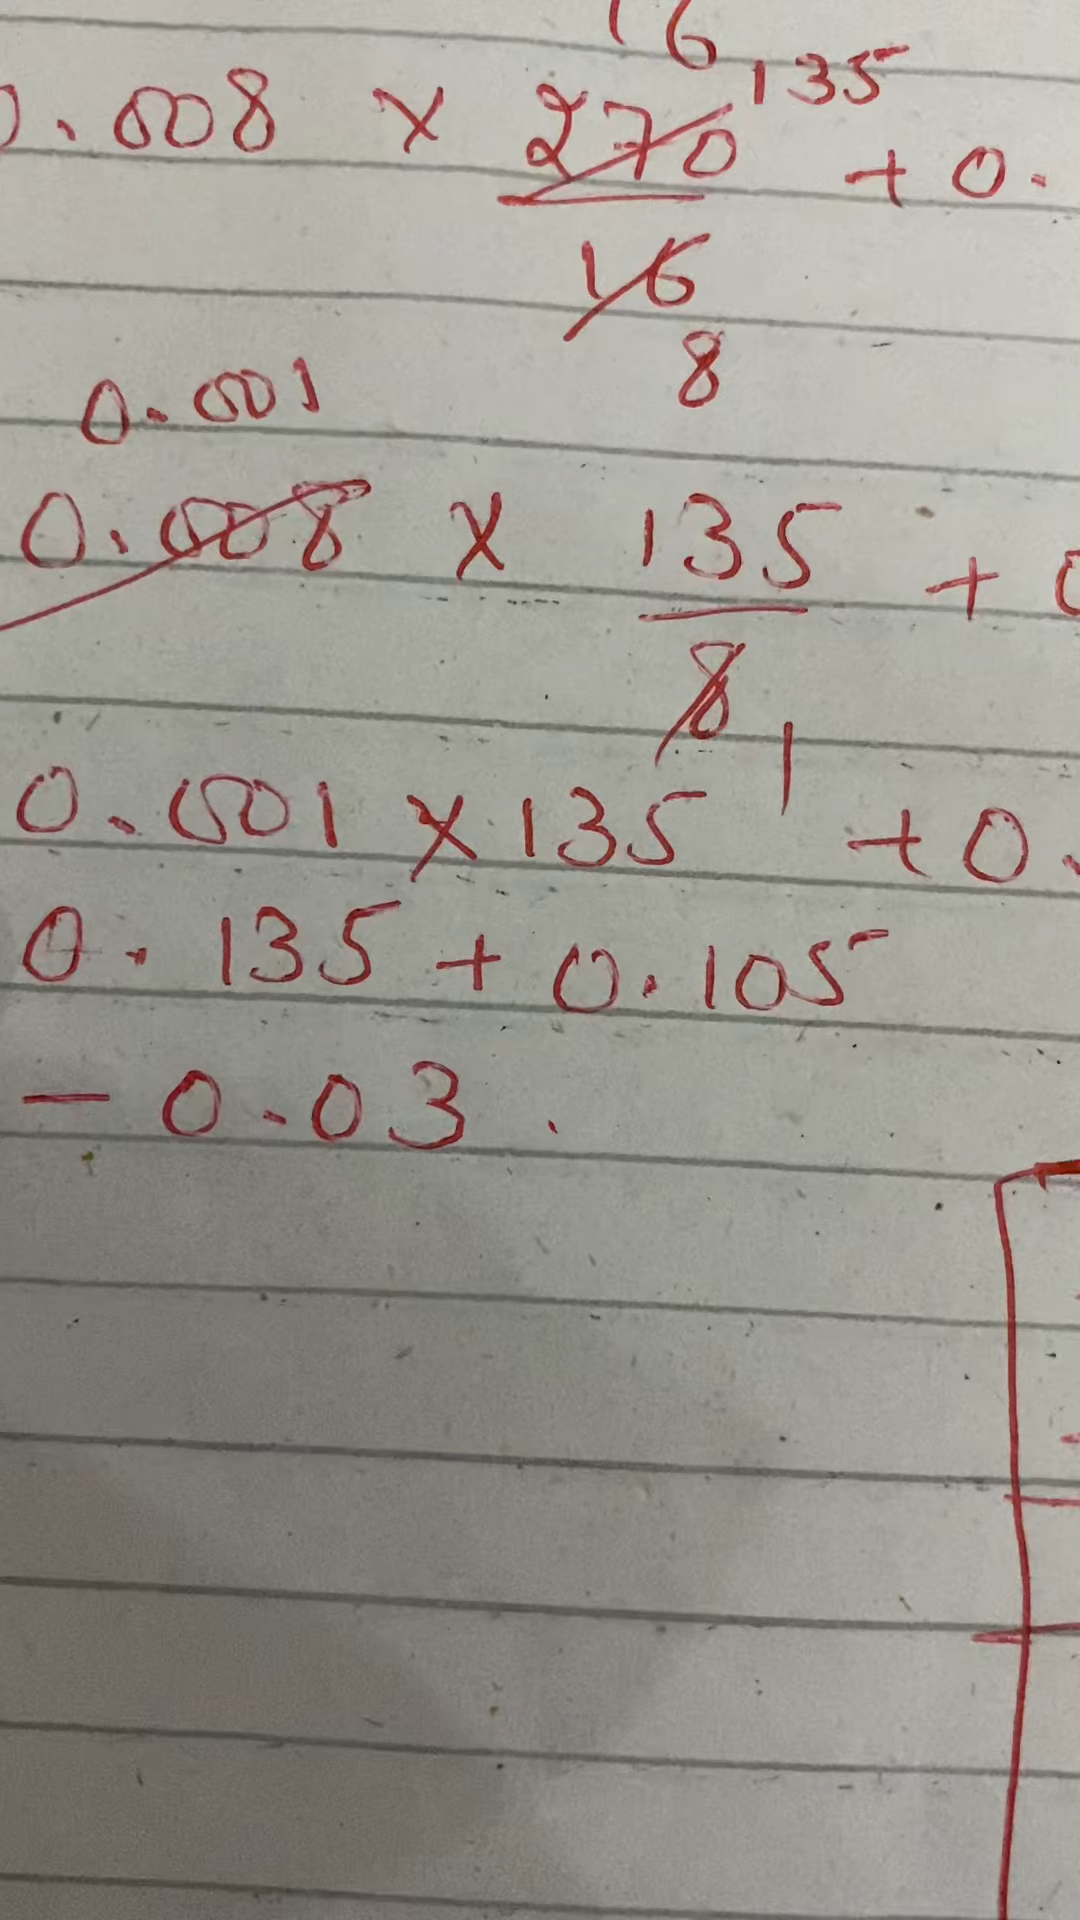 16
0.008 × 270 135 + 0.
16
8
0.001
0.008 × 135 + 0
8 1
0.001 × 135 + 0.
0.135 + 0.105
- 0.03.